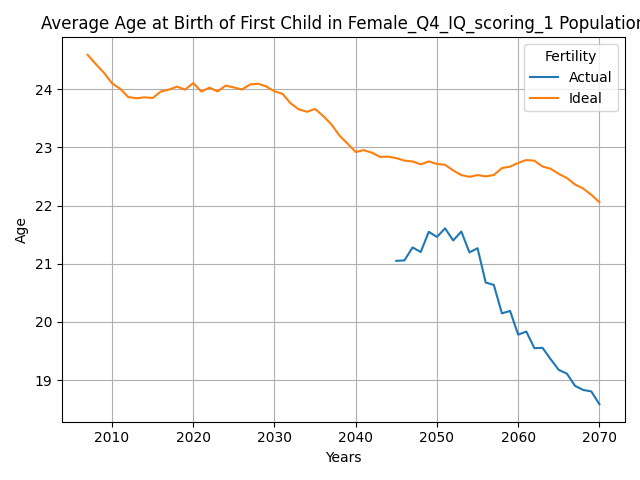 Average Age at Birth of First Child in Female_Q4_IQ_scoring_1 Population
Fertility
Actual
Ideal
24
23
22
21
20
19
Age
2010 2020 2030 2040 2050 2060 2070
Years